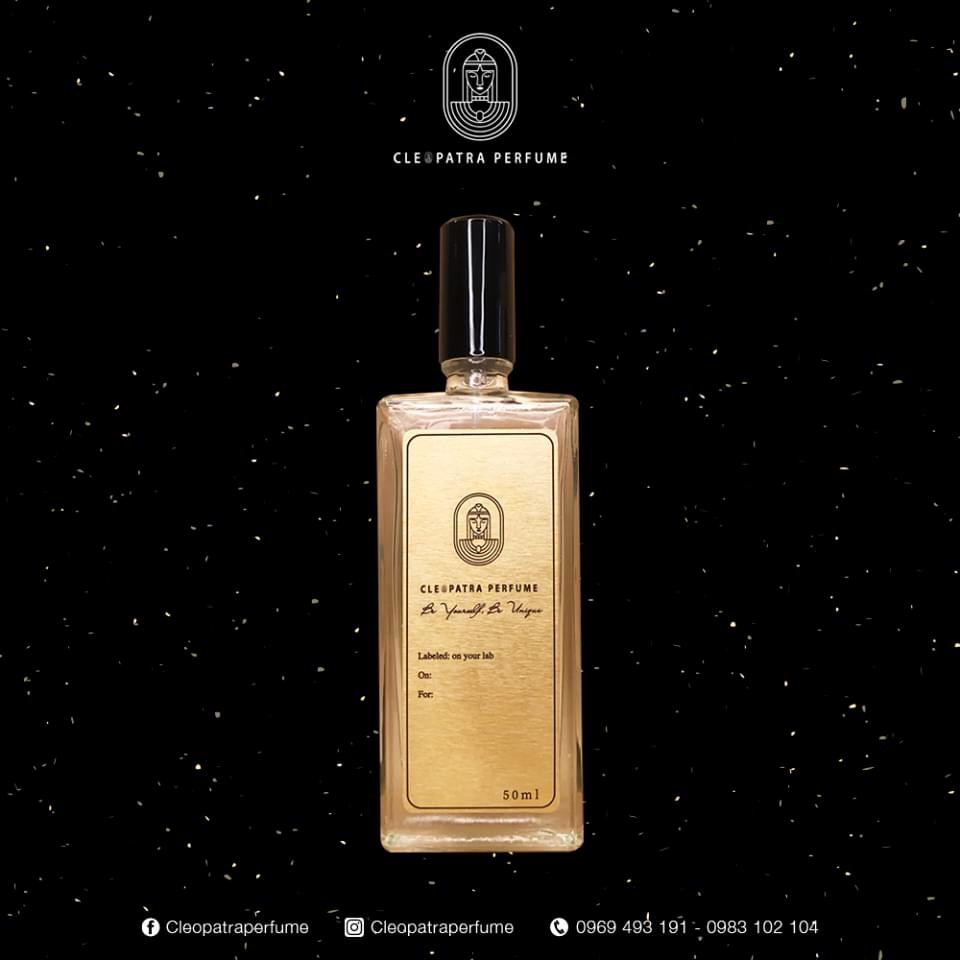 CLEOPATRA PERFUME
CLEOPATRA PERFUME
Be Yourself, Be Unique
Labeled: on your lab
On:
For:
50ml
Cleopatraperfume
Cleopatraperfume
0969 493 191 - 0983 102 104